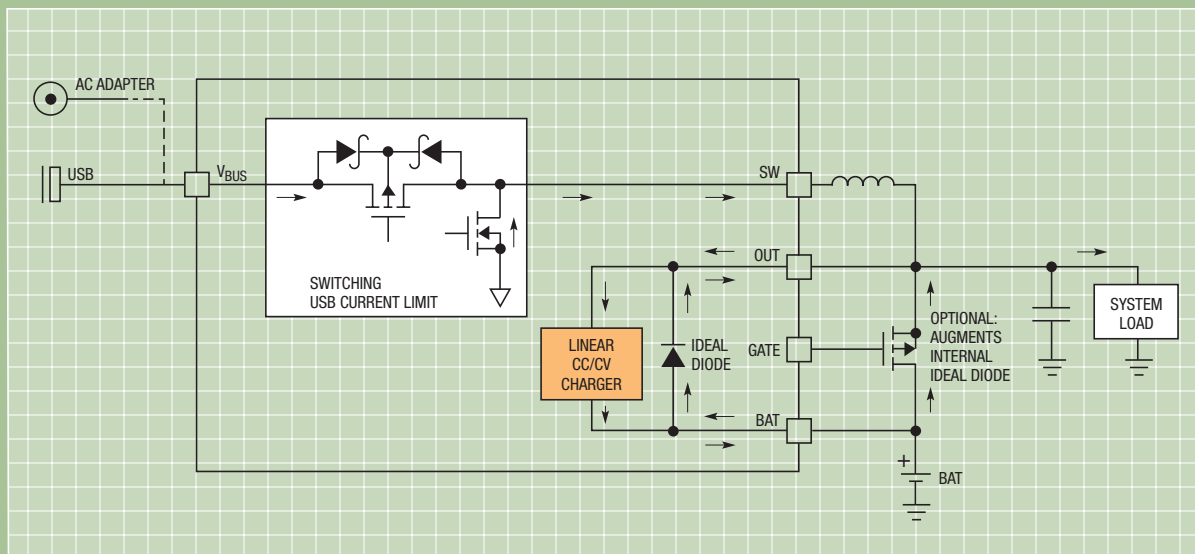 AC ADAPTER
USB
VBUS
SW
SWITCHING
USB CURRENT LIMIT
OUT
LINEAR
CC/CV
CHARGER
IDEAL
DIODE
GATE
OPTIONAL:
AUGMENTS
INTERNAL
IDEAL DIODE
SYSTEM
LOAD
BAT
+
BAT